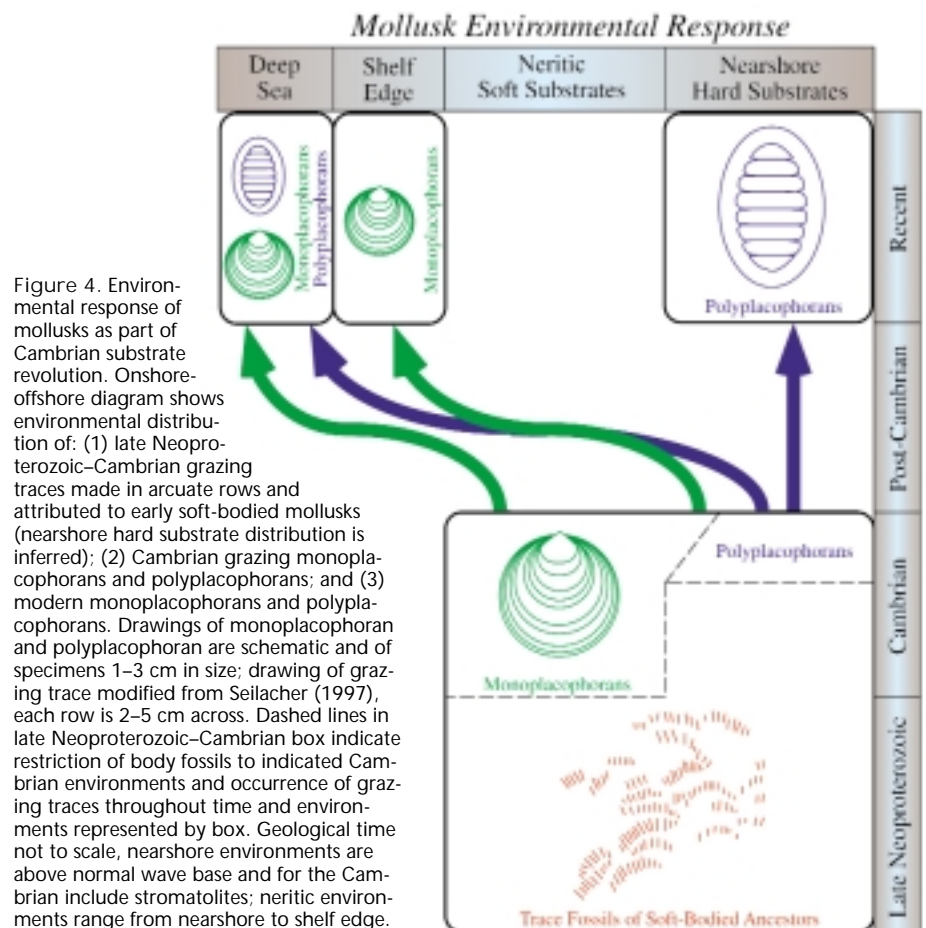 Mollusk Environmental Response
Deep
Sea
Shelf
Edge
Neritic
Soft Substrates
Nearshore
Hard Substrates
Monoplacophorans
Polyplacophorans
Monoplacophorans
Polyplacophorans
Recent
Post-Cambrian
Polyplacophorans
Monoplacophorans
Cambrian
Late Neoproterozoic
Trace Fossils of Soft-Bodied Ancestors
Figure 4. Environ-
mental response of
mollusks as part of
Cambrian substrate
revolution. Onshore-
offshore diagram shows
environmental distribu-
tion of: (1) late Neopro-
terozoic–Cambrian grazing
traces made in arcuate rows and
attributed to early soft-bodied mollusks
(nearshore hard substrate distribution is
inferred); (2) Cambrian grazing monopla-
cophorans and polyplacophorans; and (3)
modern monoplacophorans and polypla-
cophorans. Drawings of monoplacophoran
and polyplacophoran are schematic and of
specimens 1–3 cm in size; drawing of graz-
ing trace modified from Seilacher (1997),
each row is 2–5 cm across. Dashed lines in
late Neoproterozoic–Cambrian box indicate
restriction of body fossils to indicated Cam-
brian environments and occurrence of graz-
ing traces throughout time and environ-
ments represented by box. Geological time
not to scale, nearshore environments are
above normal wave base and for the Cam-
brian include stromatolites; neritic environ-
ments range from nearshore to shelf edge.